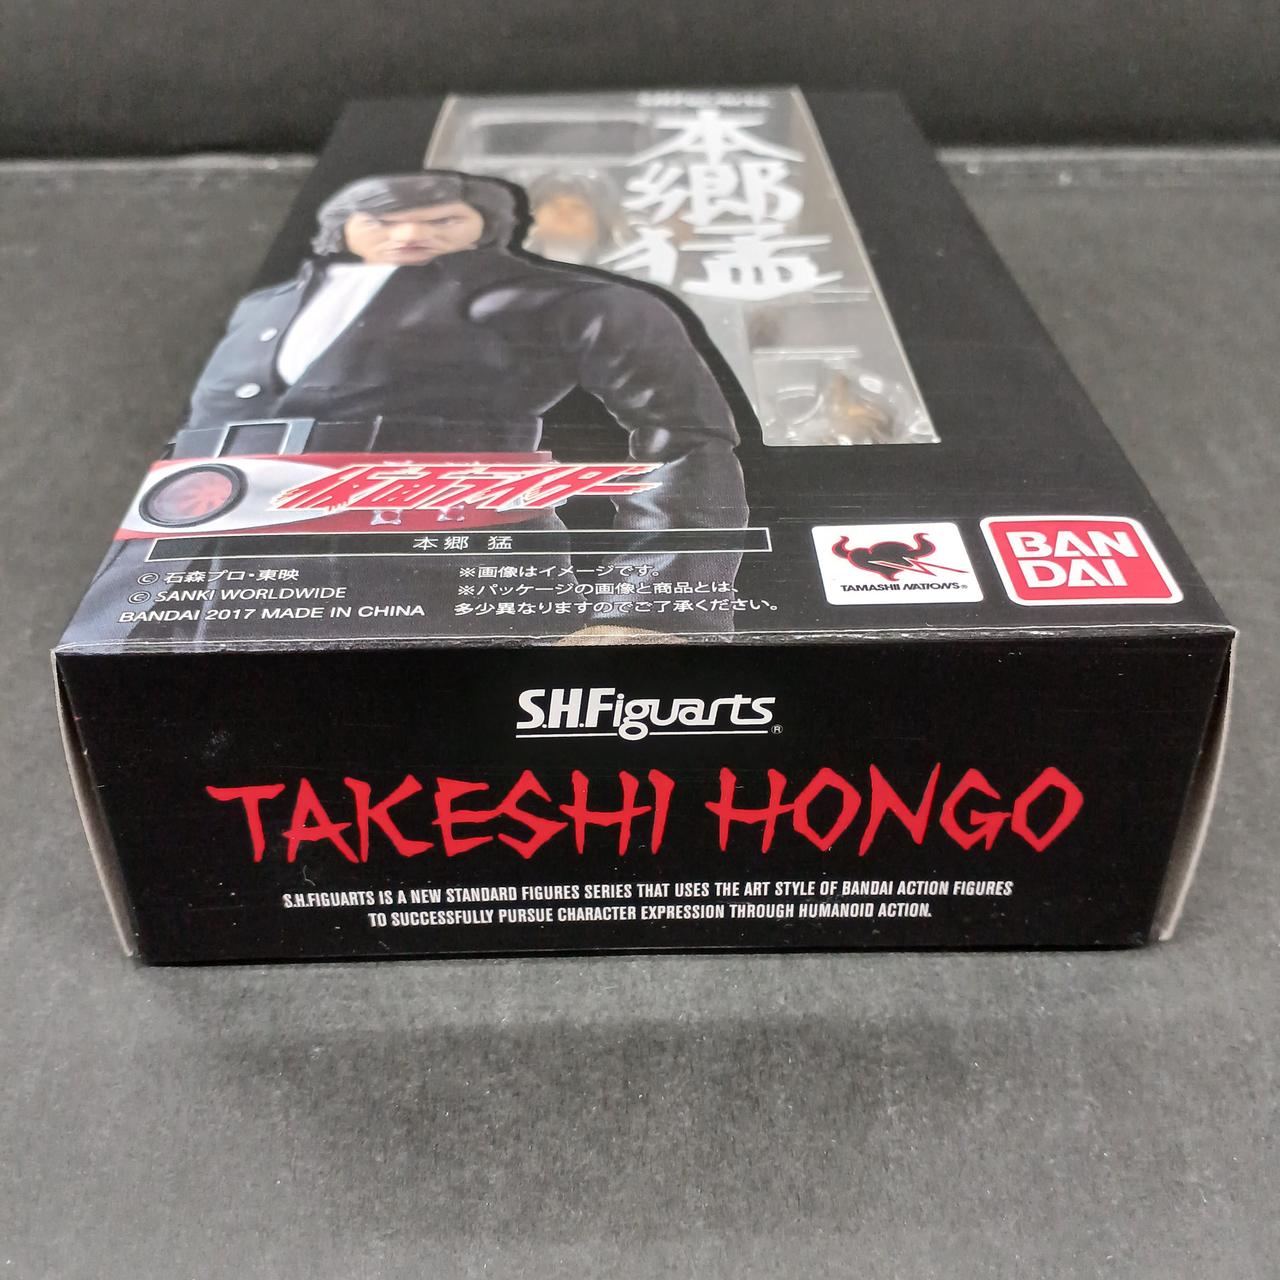 S.H.Figuarts
本郷猛
仮面ライダー
本郷 猛
© 石森プロ・東映
© SANKI WORLDWIDE
BANDAI 2017 MADE IN CHINA
※画像はイメージです。
※パッケージの画像と商品とは、
多少異なりますのでご了承ください。
TAMASHII NATIONS®
BAN
DAI
S.H.Figuarts®
TAKESHI HONGO
S.H.FIGUARTS IS A NEW STANDARD FIGURES SERIES THAT USES THE ART STYLE OF BANDAI ACTION FIGURES
TO SUCCESSFULLY PURSUE CHARACTER EXPRESSION THROUGH HUMANOID ACTION.